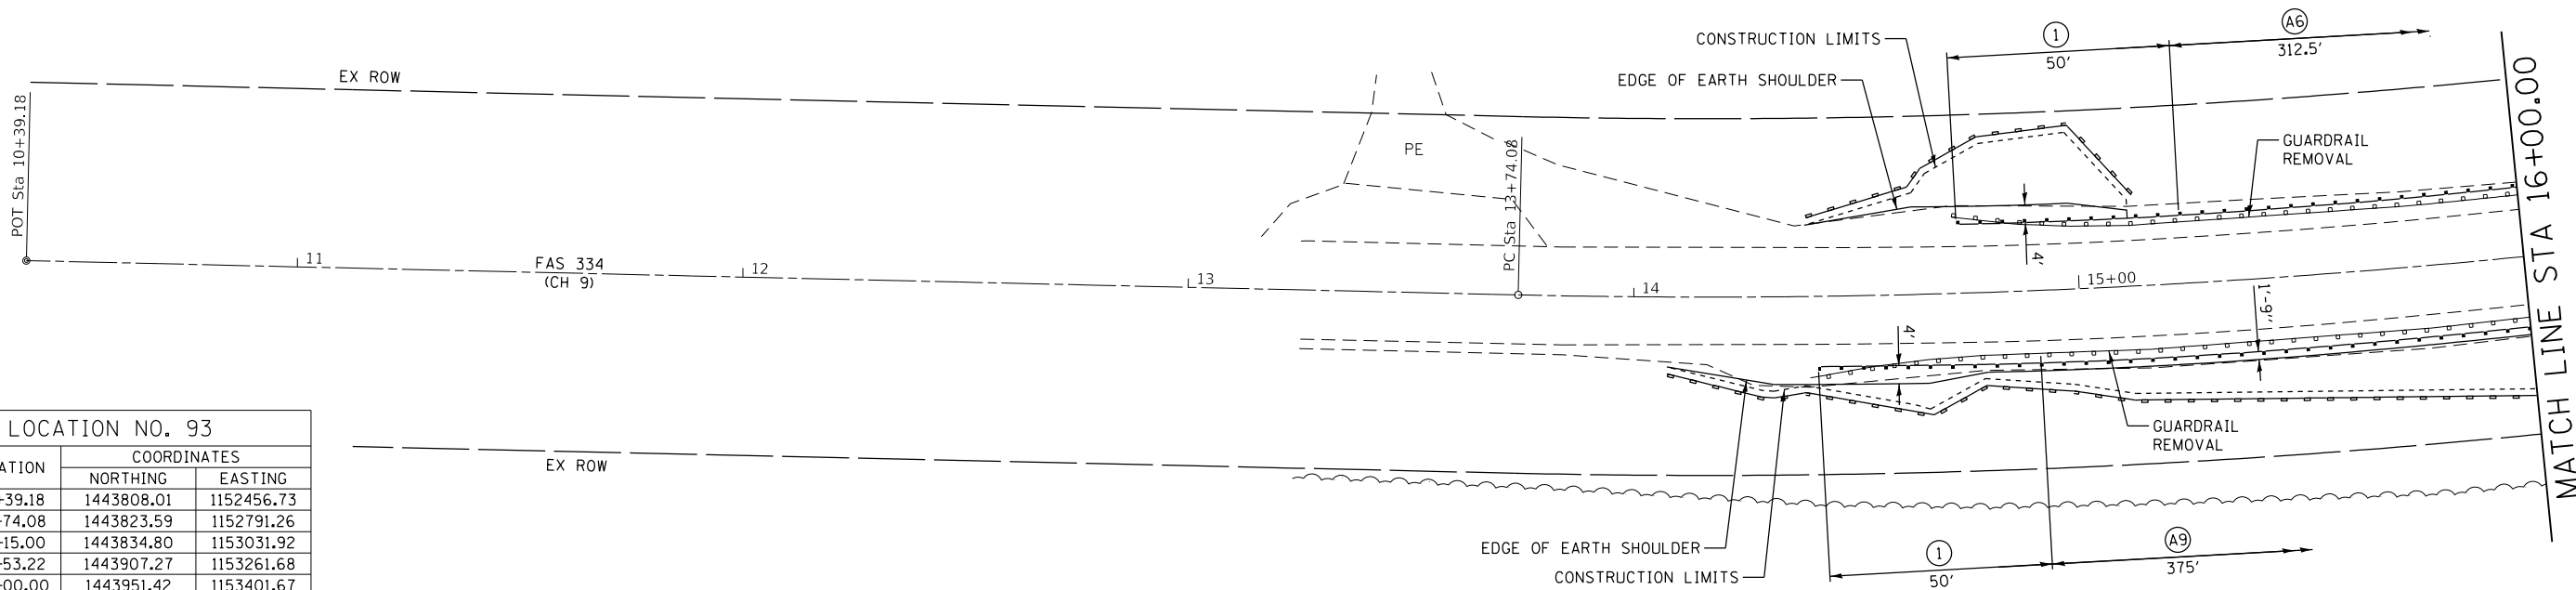 EX ROW
POT Sta 10+39.18
11
FAS 334
(CH 9)
12
13
PE
PC Sta 13+74.08
14
15+00
CONSTRUCTION LIMITS
EDGE OF EARTH SHOULDER
1
50'
A6
312.5'
GUARDRAIL
REMOVAL
4'
MATCH LINE STA 16+00.00
1'-9"
4'
GUARDRAIL
REMOVAL
EX ROW
EDGE OF EARTH SHOULDER
CONSTRUCTION LIMITS
1
50'
A9
375'
LOCATION NO. 93
ATION COORDINATES
NORTHING EASTING
+39.18 1443808.01 1152456.73
+74.08 1443823.59 1152791.26
+15.00 1443834.80 1153031.92
+53.22 1443907.27 1153261.68
+00.00 1443951.42 1153401.67